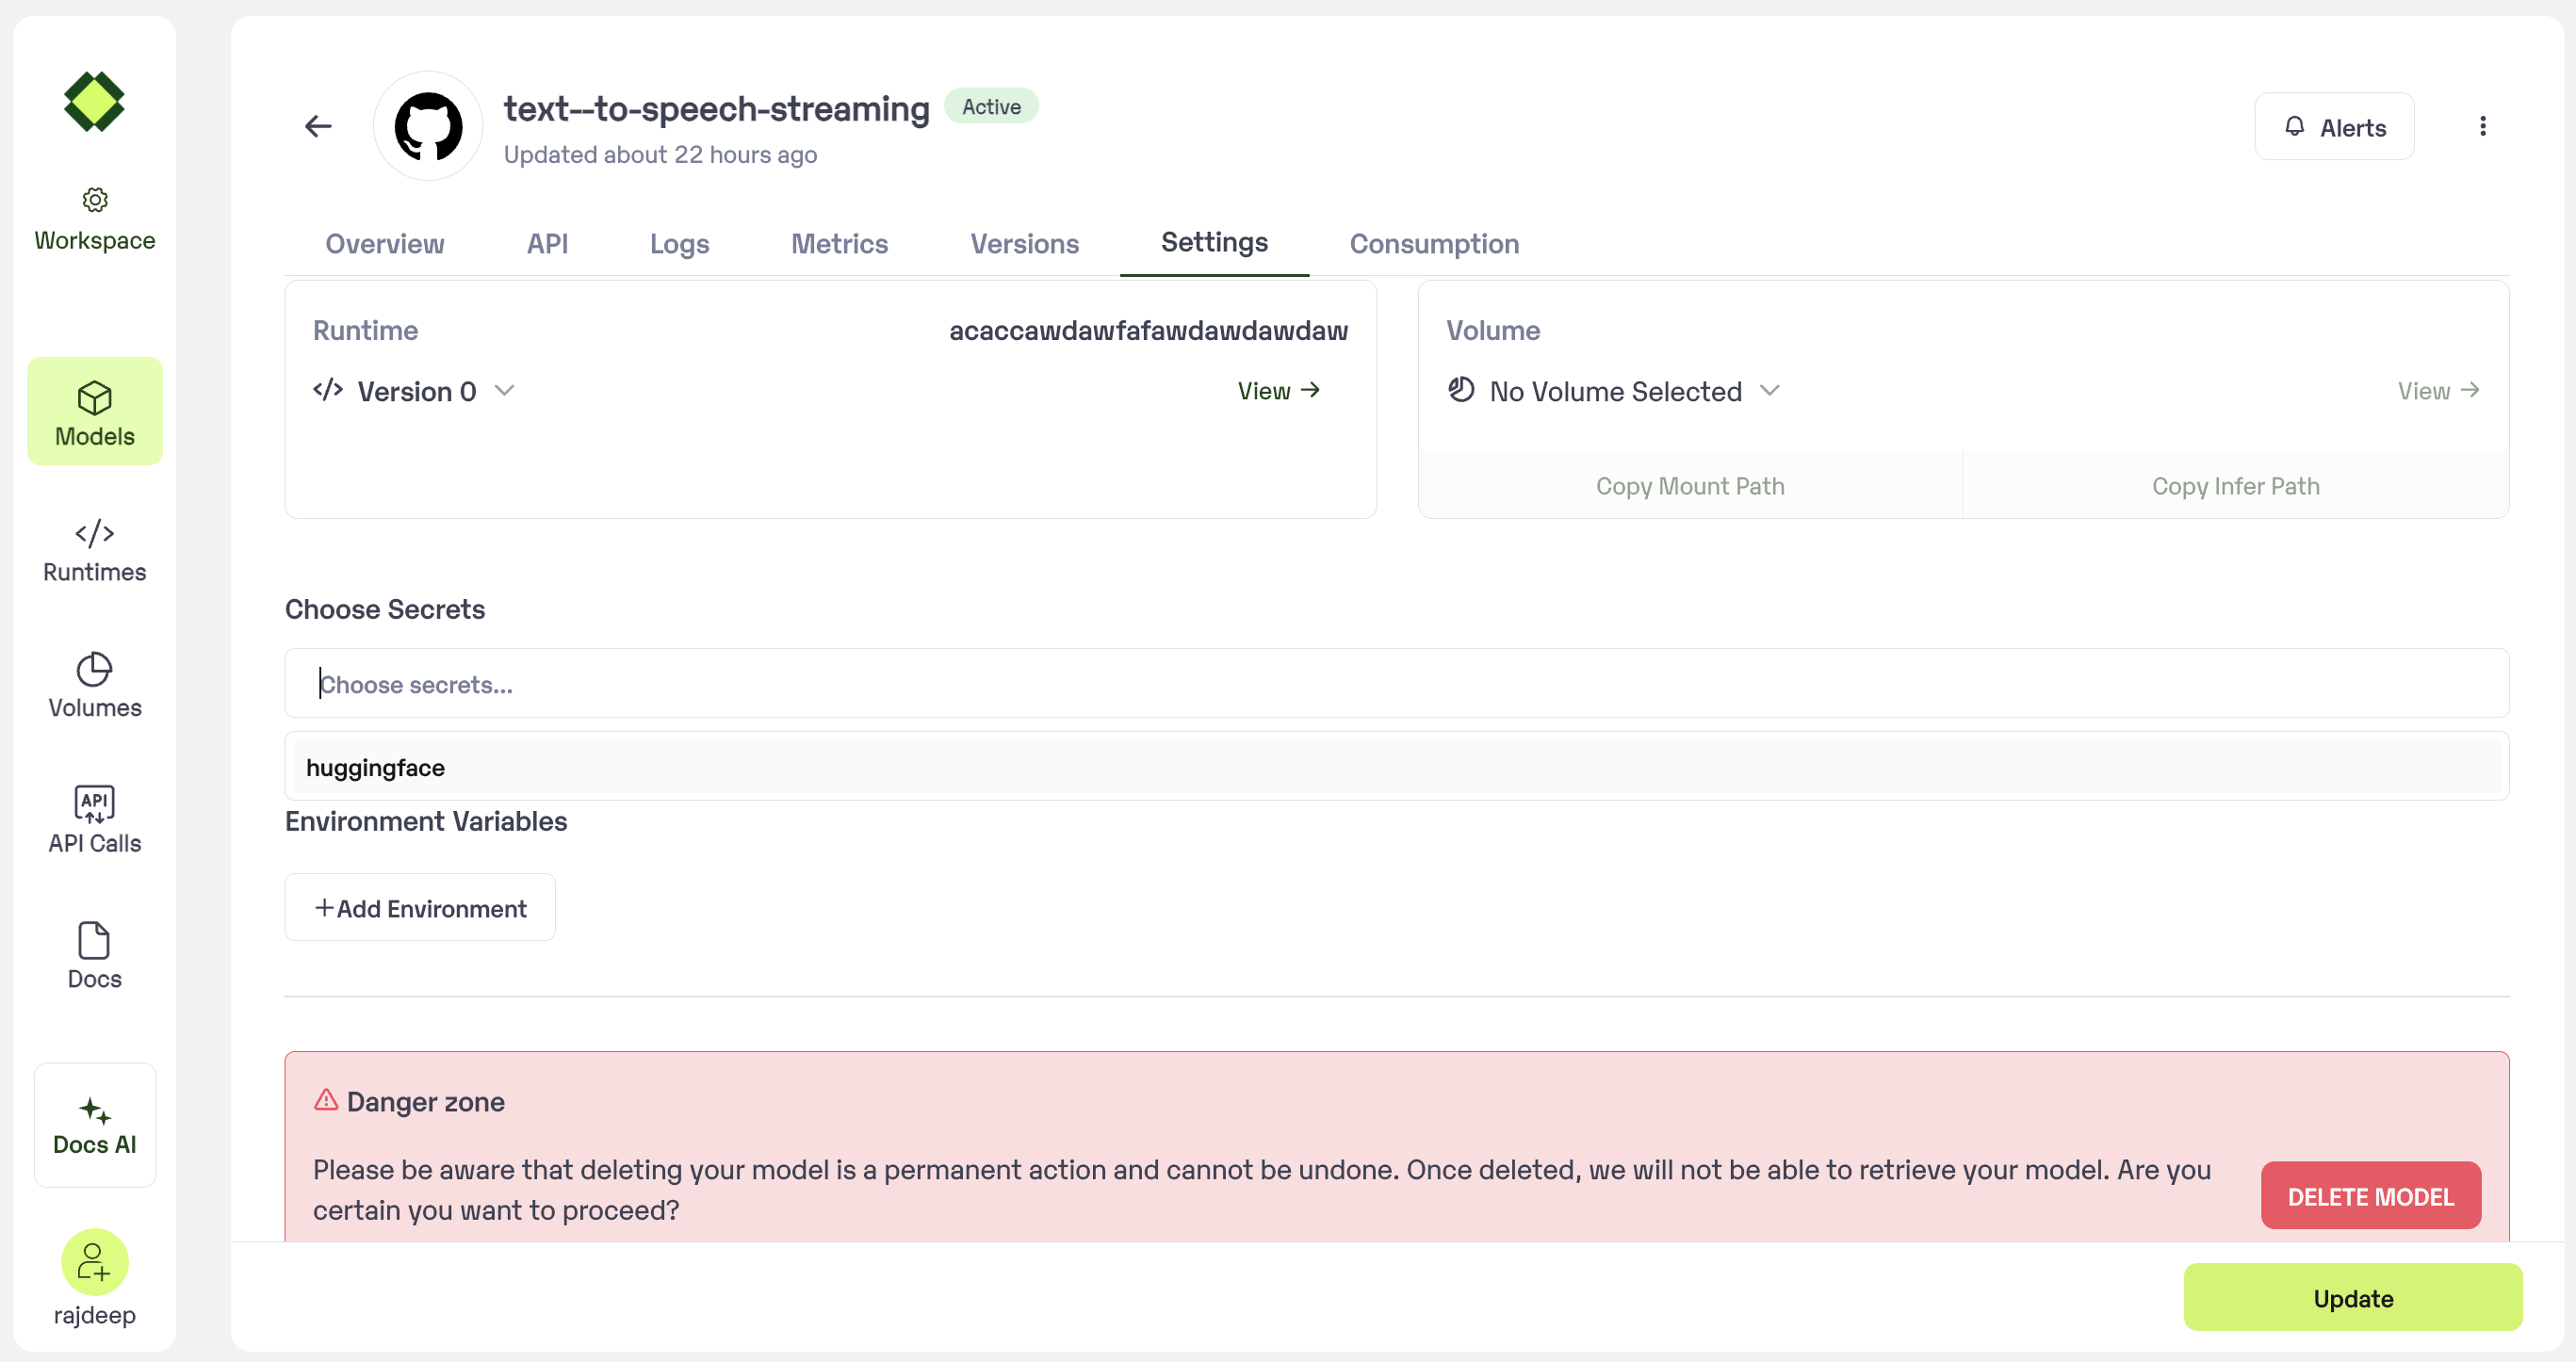 Workspace
Models
Runtimes
Volumes
API
API Calls
Docs
Docs AI
rajdeep
text--to-speech-streaming Active
Updated about 22 hours ago
Alerts
Overview API Logs Metrics Versions Settings Consumption
Runtime acaccawdawfafawdawdawdaw
</> Version 0 View →
Volume
No Volume Selected View →
Copy Mount Path Copy Infer Path
Choose Secrets
Choose secrets...
huggingface
Environment Variables
+Add Environment
Danger zone
Please be aware that deleting your model is a permanent action and cannot be undone. Once deleted, we will not be able to retrieve your model. Are you
certain you want to proceed?
DELETE MODEL
Update